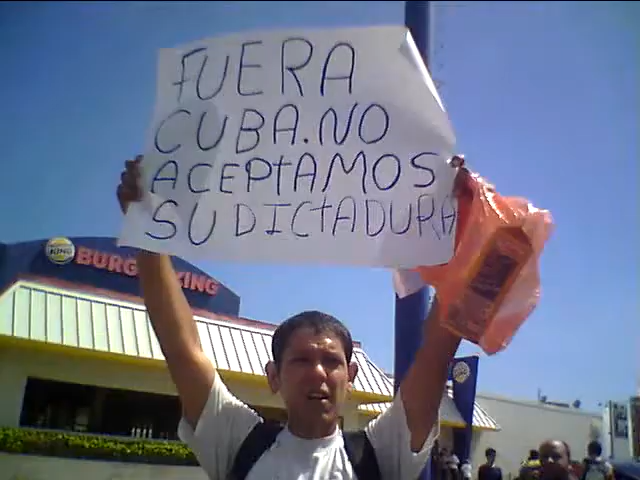 FUERA
CUBA.NO
ACEPTAMOS
SU DICTADURA
BURGER KING